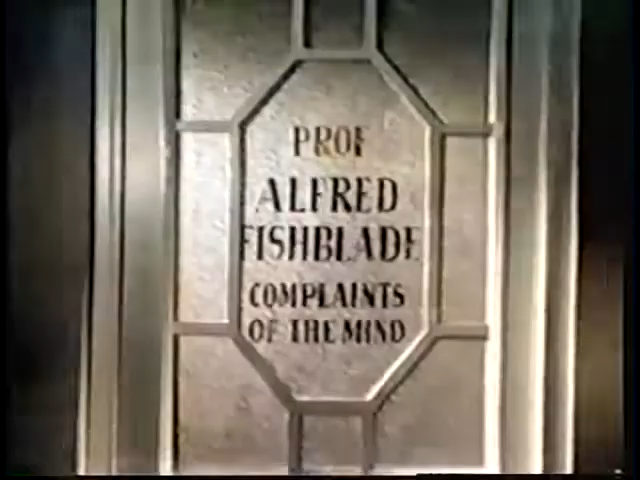 PROF
ALFRED
FISHBLADE
COMPLAINTS
OF THE MIND